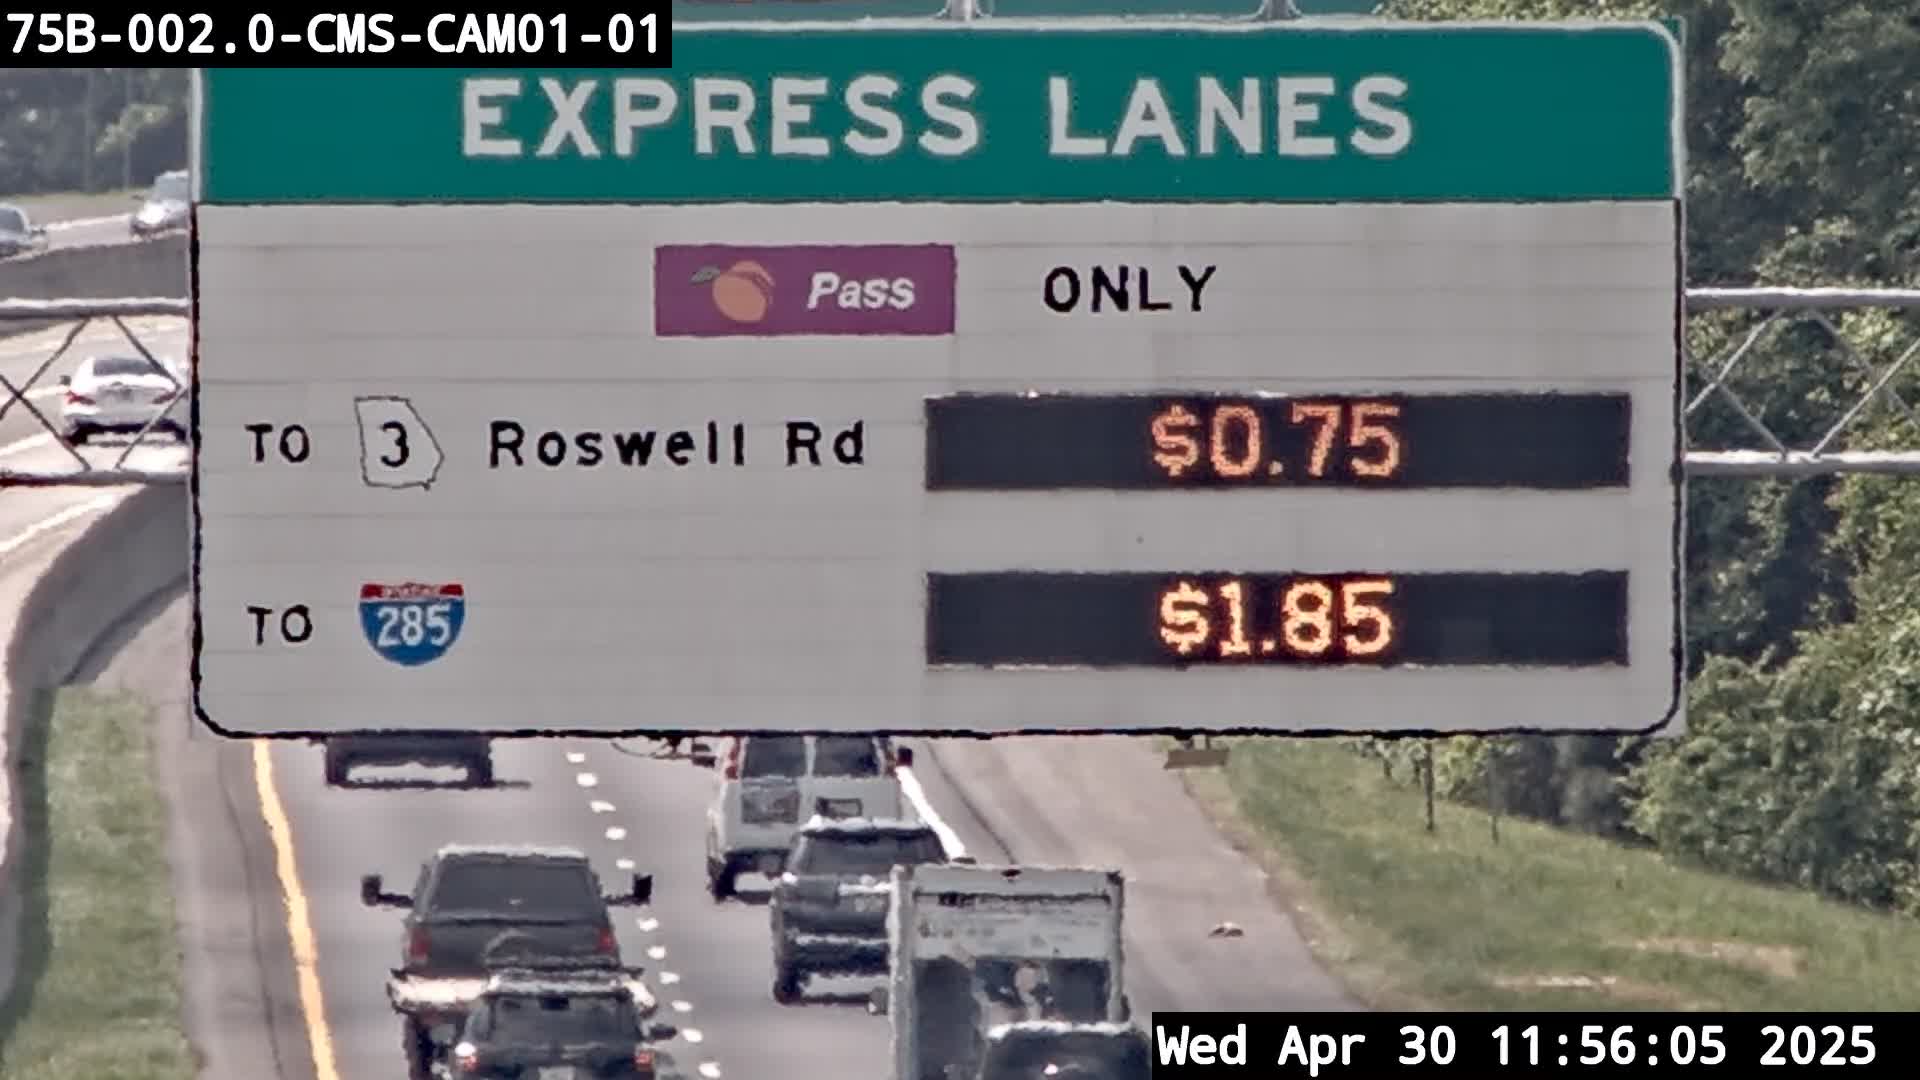 75B-002.0-CMS-CAM01-01
EXPRESS LANES
Pass ONLY
TO 3 Roswell Rd $0.75
TO 285 $1.85
Wed Apr 30 11:56:05 2025